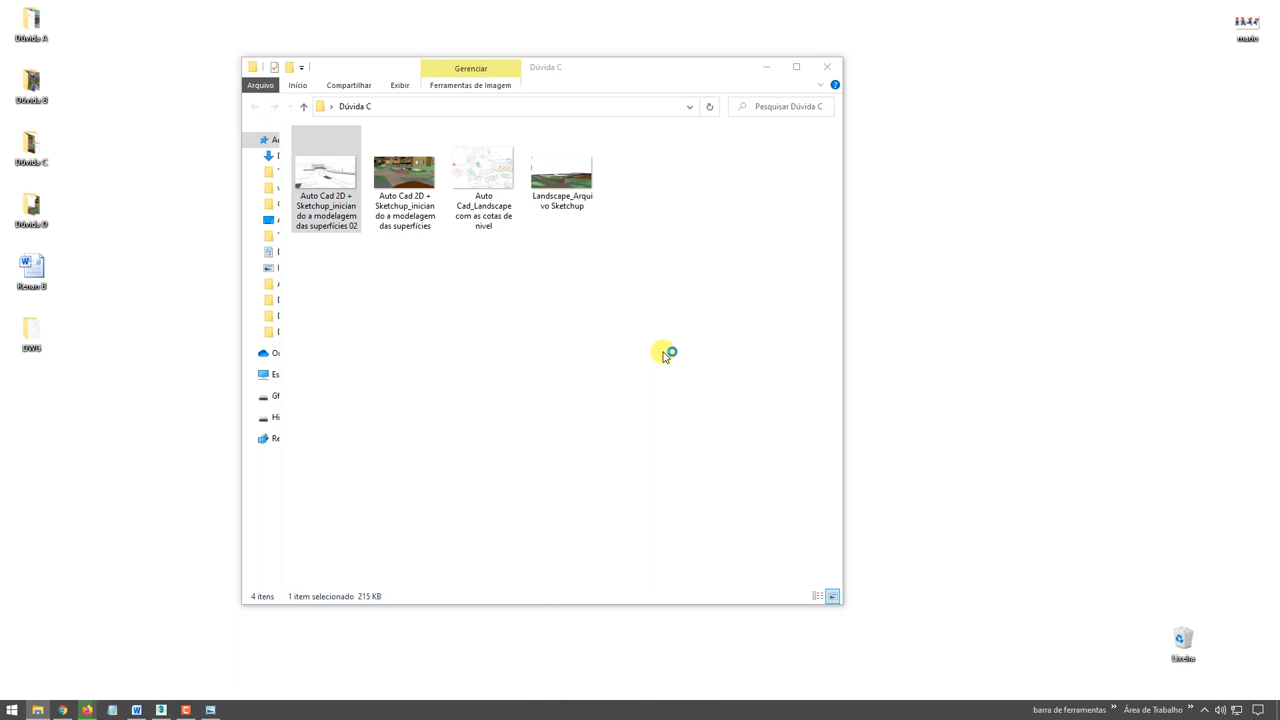 Dúvida A
Dúvida B
Dúvida C
Dúvida D
Renan B
DWG
mario
Gerenciar
Dúvida C
Arquivo
Início
Compartilhar
Exibir
Ferramentas de Imagem
Dúvida C
Pesquisar Dúvida C
Auto Cad 2D +
Sketchup_inician
do a modelagem
das superfícies 02
Auto Cad 2D +
Sketchup_inician
do a modelagem
das superfícies
Auto
Cad_Landscape
com as cotas de
nivel
Landscape_Arqui
vo Sketchup
4 itens
1 item selecionado 215 KB
Lixeira
barra de ferramentas
Área de Trabalho